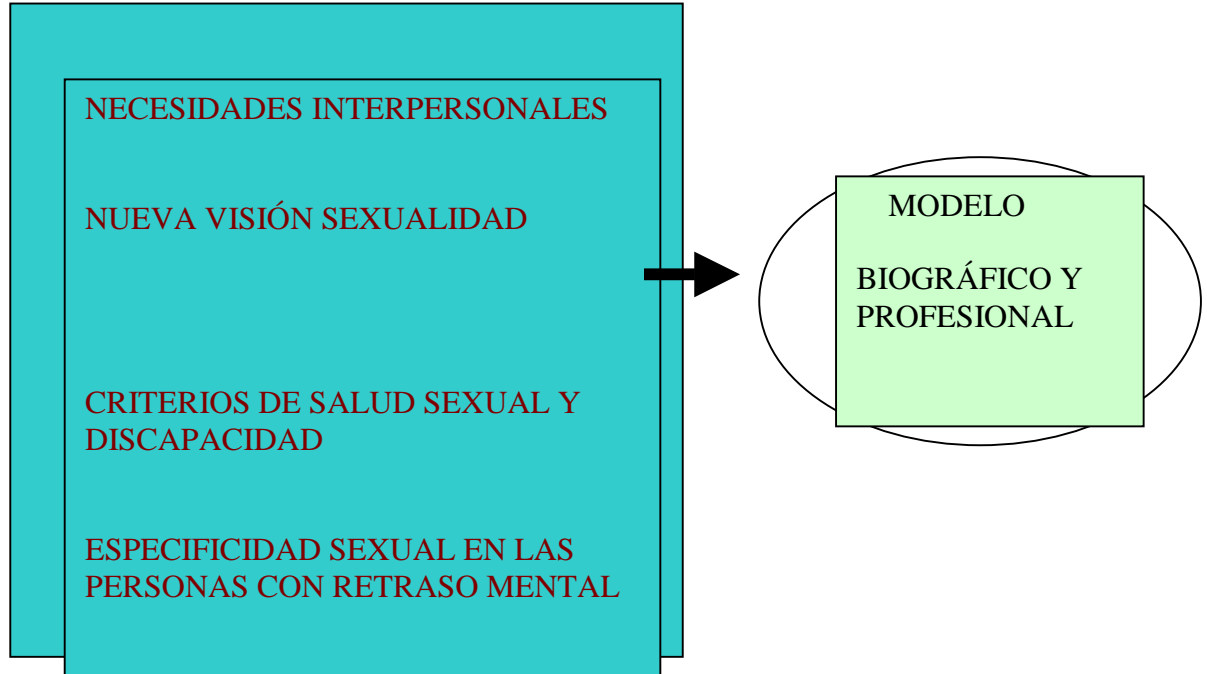 NECESIDADES INTERPERSONALES
NUEVA VISIÓN SEXUALIDAD
CRITERIOS DE SALUD SEXUAL Y
DISCAPACIDAD
ESPECIFICIDAD SEXUAL EN LAS
PERSONAS CON RETRASO MENTAL
MODELO
BIOGRÁFICO Y
PROFESIONAL